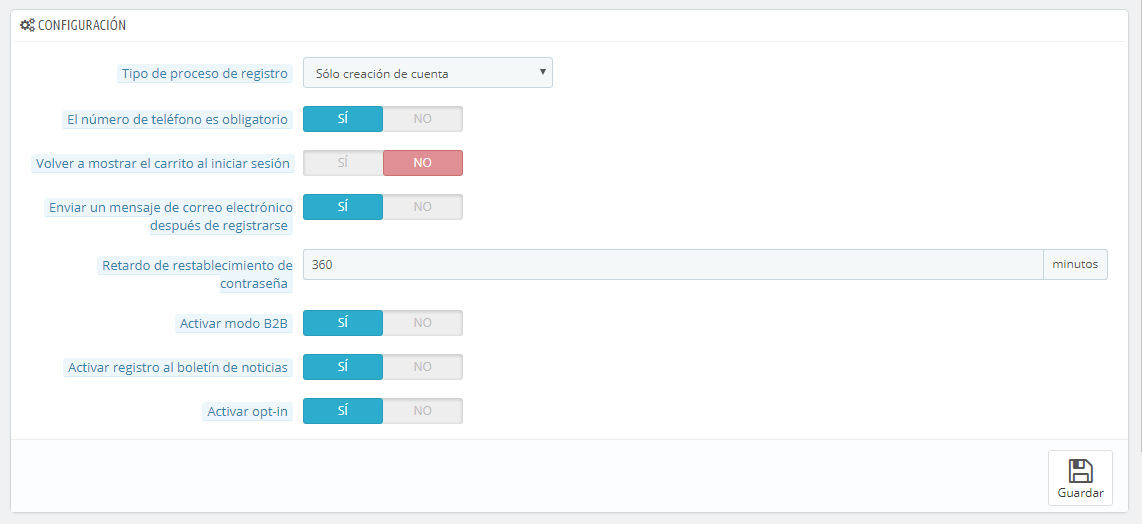 CONFIGURACIÓN
Tipo de proceso de registro
Sólo creación de cuenta
El número de teléfono es obligatorio
SÍ NO
Volver a mostrar el carrito al iniciar sesión
SÍ NO
Enviar un mensaje de correo electrónico
después de registrarse
SÍ NO
Retardo de restablecimiento de
contraseña
360 minutos
Activar modo B2B
SÍ NO
Activar registro al boletín de noticias
SÍ NO
Activar opt-in
SÍ NO
Guardar